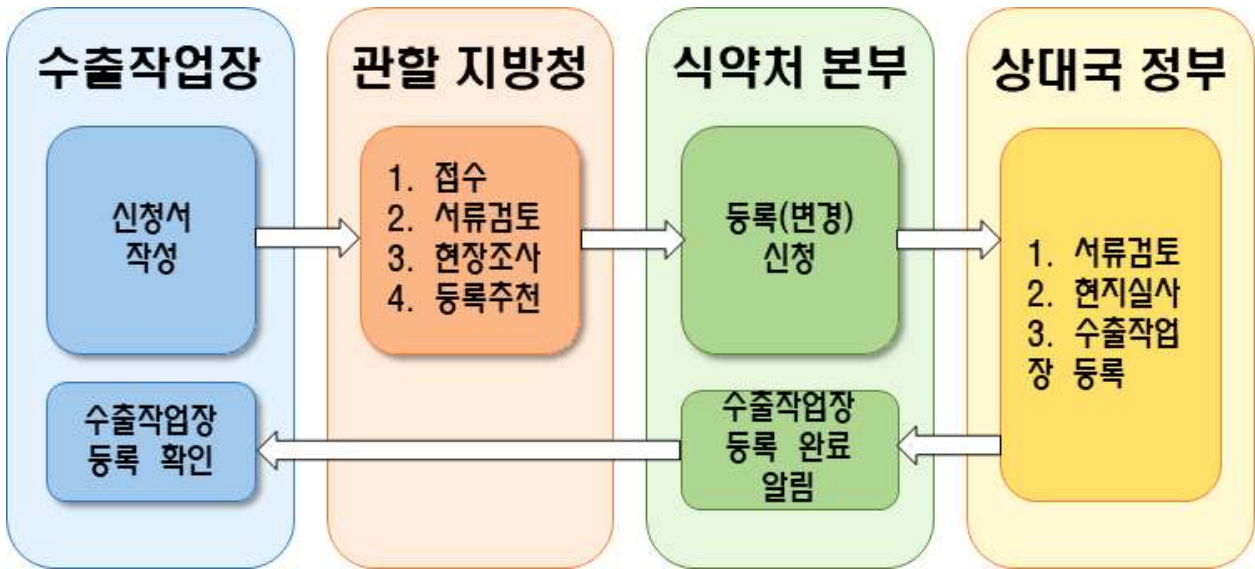 수출작업장
신청서
작성
수출작업장
등록 확인
관할 지방청
1. 접수
2. 서류검토
3. 현장조사
4. 등록추천
식약처 본부
등록(변경)
신청
수출작업장
등록 완료
알림
상대국 정부
1. 서류검토
2. 현지실사
3. 수출작업
장 등록